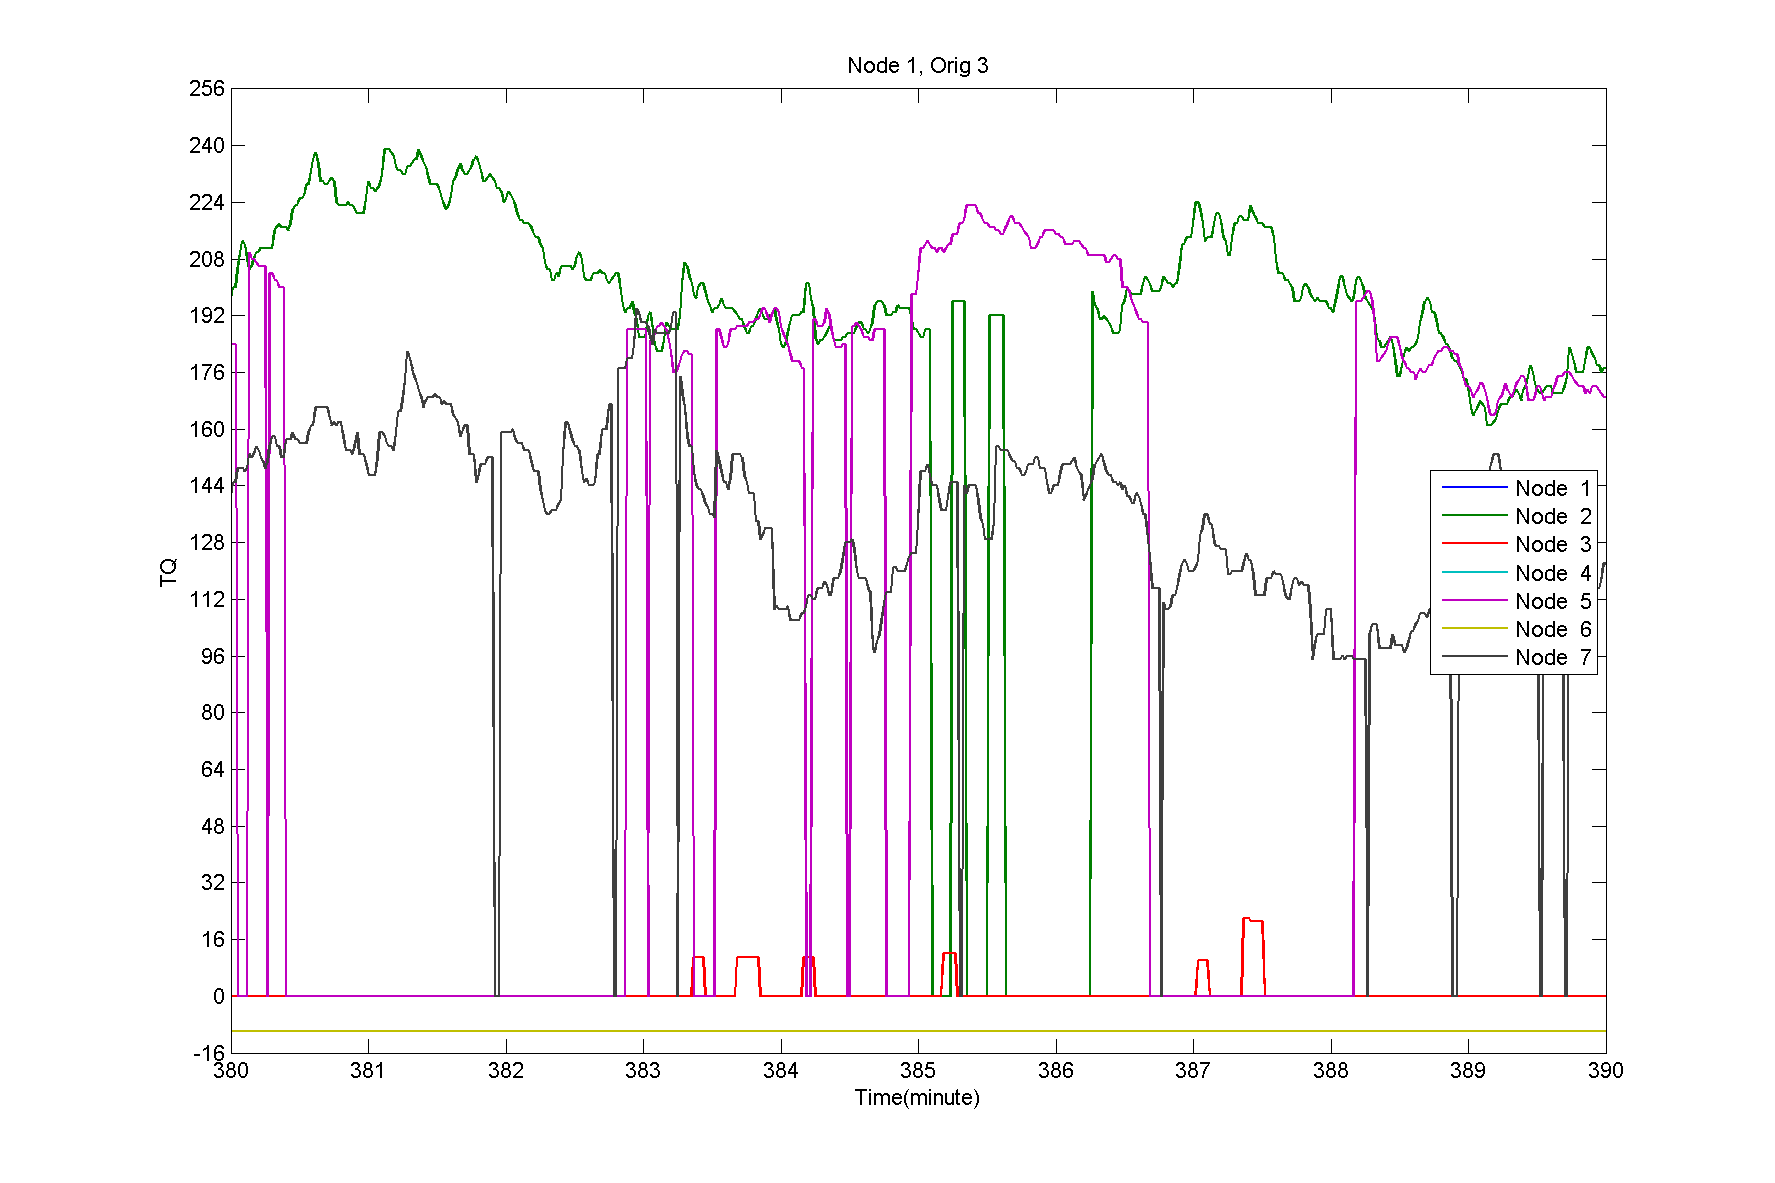 Node 1, Orig 3
256
240
224
208
192
176
160
144
128
112
96
80
64
48
32
16
0
-16
TQ
Node 1
Node 2
Node 3
Node 4
Node 5
Node 6
Node 7
380 381 382 383 384 385 386 387 388 389 390
Time(minute)